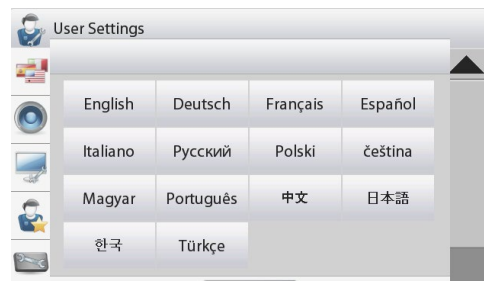 User Settings
English Deutsch Français Español
Italiano Русский Polski čeština
Magyar Português 中文 日本語
한국 Türkçe